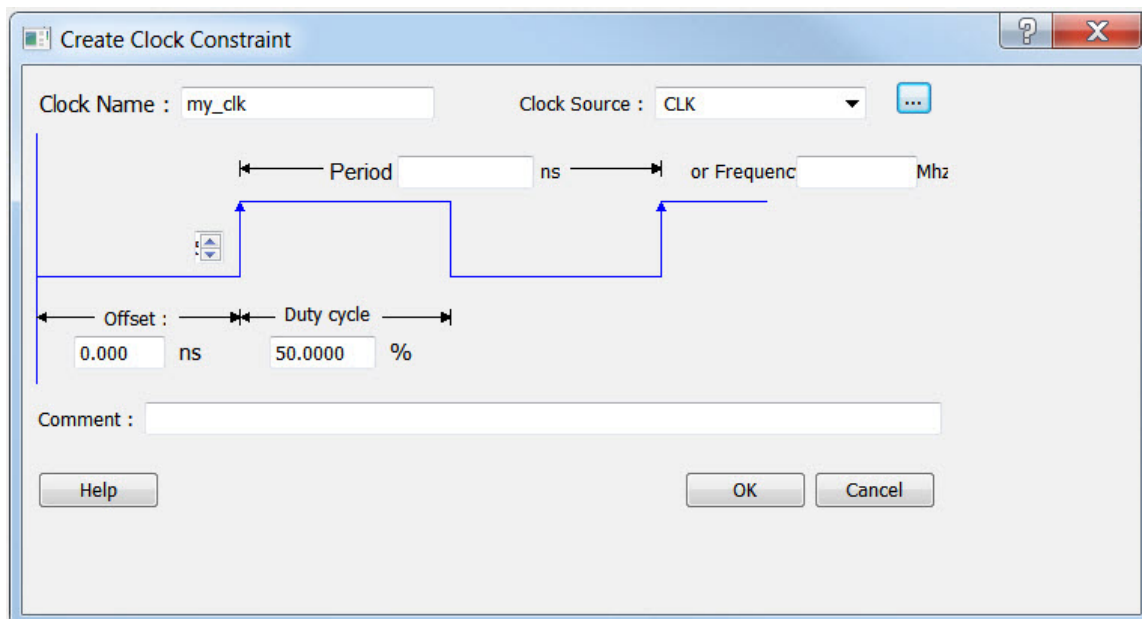 Create Clock Constraint
Clock Name : my_clk Clock Source : CLK ...
Period ns or Frequenc Mhz
Offset : Duty cycle
0.000 ns 50.0000 %
Comment :
Help OK Cancel